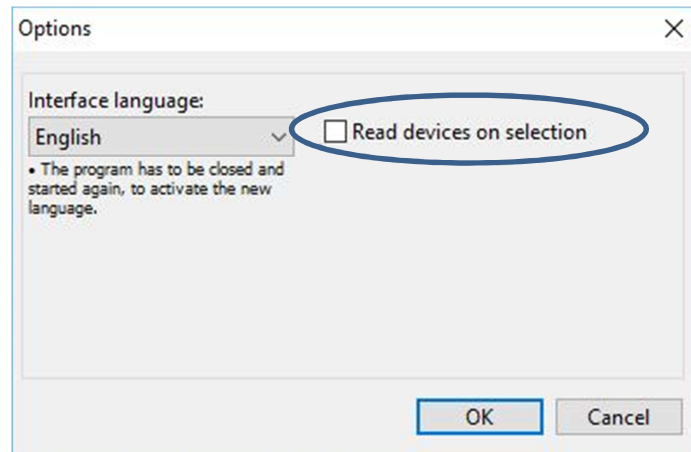 Options
Interface language:
English
Read devices on selection
• The program has to be closed and
started again, to activate the new
language.
OK
Cancel